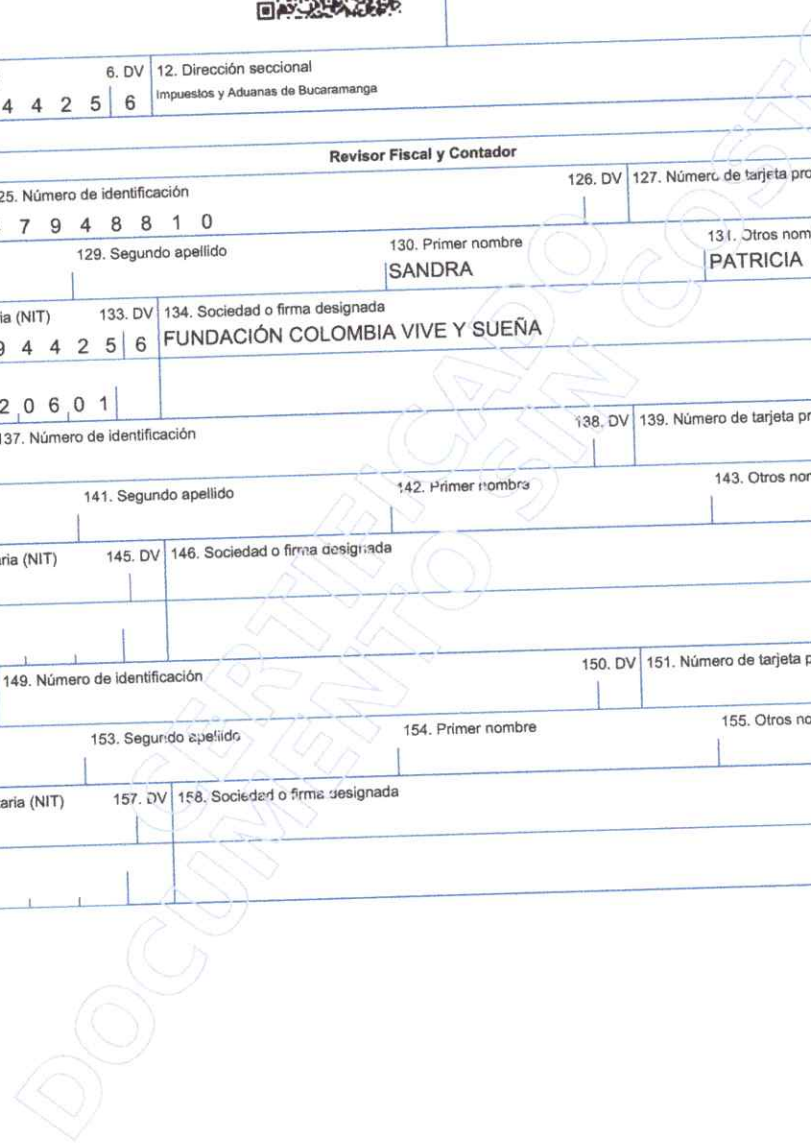 6. DV 12. Dirección seccional
4 4 2 5 6 Impuestos y Aduanas de Bucaramanga
Revisor Fiscal y Contador
25. Número de identificación 126. DV 127. Número de tarjeta pro
7 9 4 8 8 1 0
129. Segundo apellido 130. Primer nombre 131. Otros nom
SANDRA PATRICIA
ria (NIT) 133. DV 134. Sociedad o firma designada
9 4 4 2 5 6 FUNDACIÓN COLOMBIA VIVE Y SUEÑA
2 0 6 0 1
137. Número de identificación 138. DV 139. Número de tarjeta pr
141. Segundo apellido 142. Primer nombre 143. Otros nor
aria (NIT) 145. DV 146. Sociedad o firma designada
149. Número de identificación 150. DV 151. Número de tarjeta p
153. Segundo apellido 154. Primer nombre 155. Otros no
aria (NIT) 157. DV 158. Sociedad o firma designada
CERTIFICADO
DOCUMENTO SIN COSTO